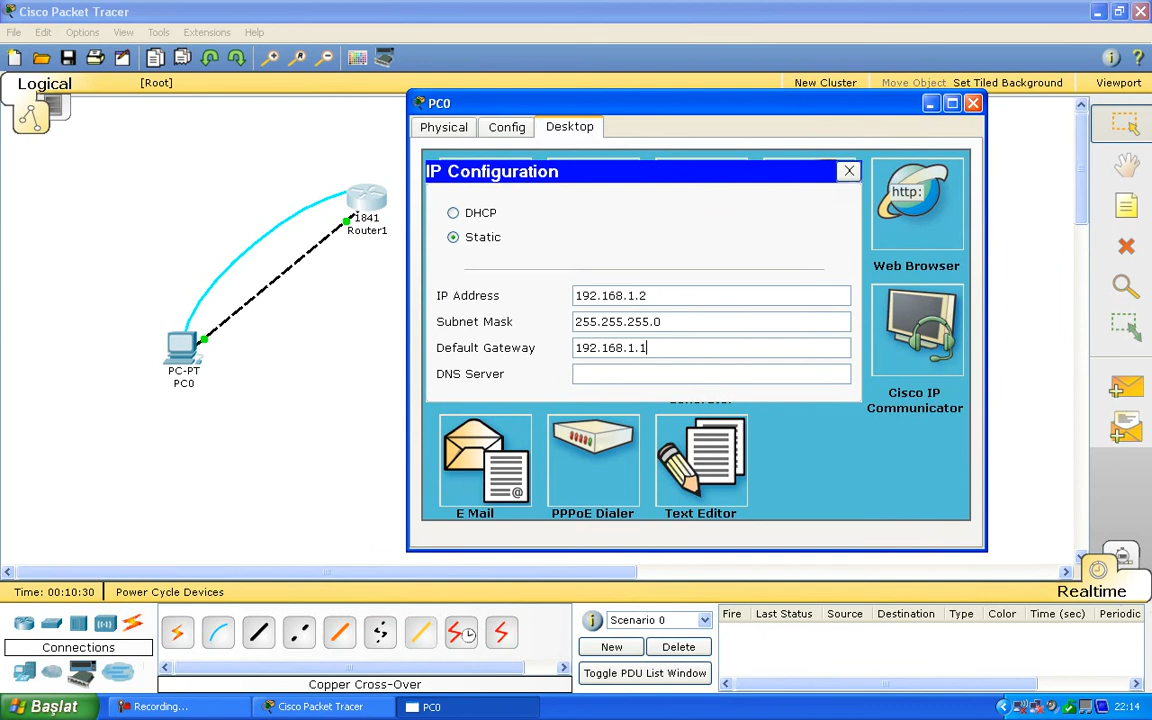 Cisco Packet Tracer
File Edit Options View Tools Extensions Help
Logical
[Root]
New Cluster
Move Object
Set Tiled Background
Viewport
1841
Router1
PC-PT
PC0
PC0
Physical
Config
Desktop
IP Configuration
X
DHCP
Static
IP Address
192.168.1.2
Subnet Mask
255.255.255.0
Default Gateway
192.168.1.1
DNS Server
http:
Web Browser
Cisco IP
Communicator
E Mail
PPPoE Dialer
Text Editor
Time: 00:10:30
Power Cycle Devices
Realtime
Connections
Copper Cross-Over
Scenario 0
New
Delete
Toggle PDU List Window
Fire
Last Status
Source
Destination
Type
Color
Time (sec)
Periodic
Başlat
Recording...
Cisco Packet Tracer
PC0
22:14